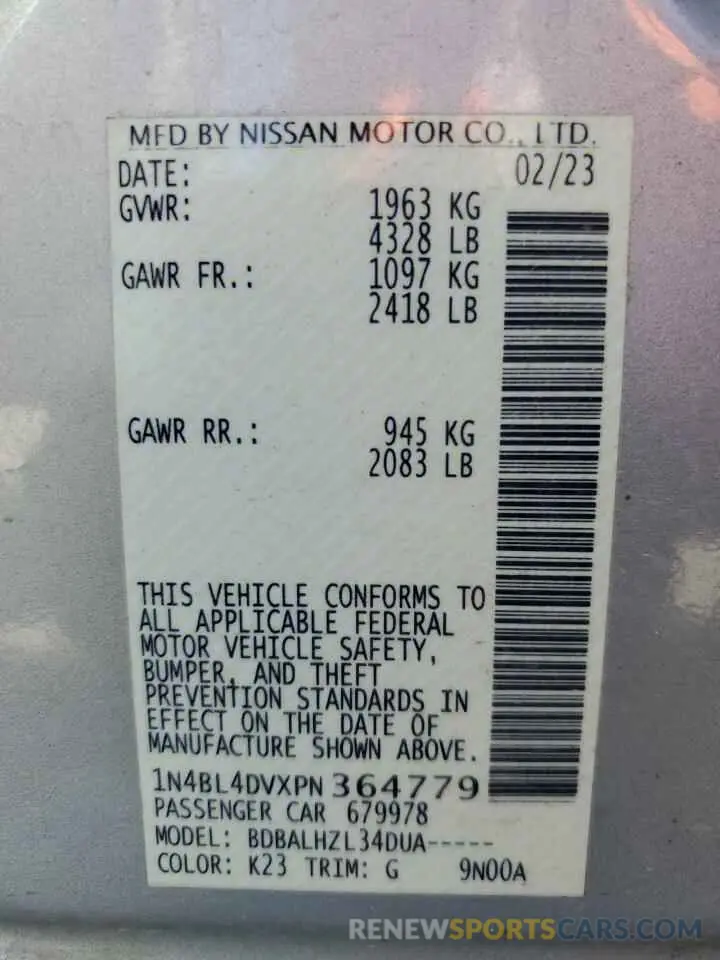 MFD BY NISSAN MOTOR CO., LTD.
DATE: 02/23
GVWR: 1963 KG
4328 LB
GAWR FR.: 1097 KG
2418 LB
GAWR RR.: 945 KG
2083 LB
THIS VEHICLE CONFORMS TO
ALL APPLICABLE FEDERAL
MOTOR VEHICLE SAFETY,
BUMPER, AND THEFT
PREVENTION STANDARDS IN
EFFECT ON THE DATE OF
MANUFACTURE SHOWN ABOVE.
1N4BL4DVXPN364779
PASSENGER CAR 679978
MODEL: BDBALHZL34DUA-----
COLOR: K23 TRIM: G 9N00A
RENEWSPORTSCARS.COM